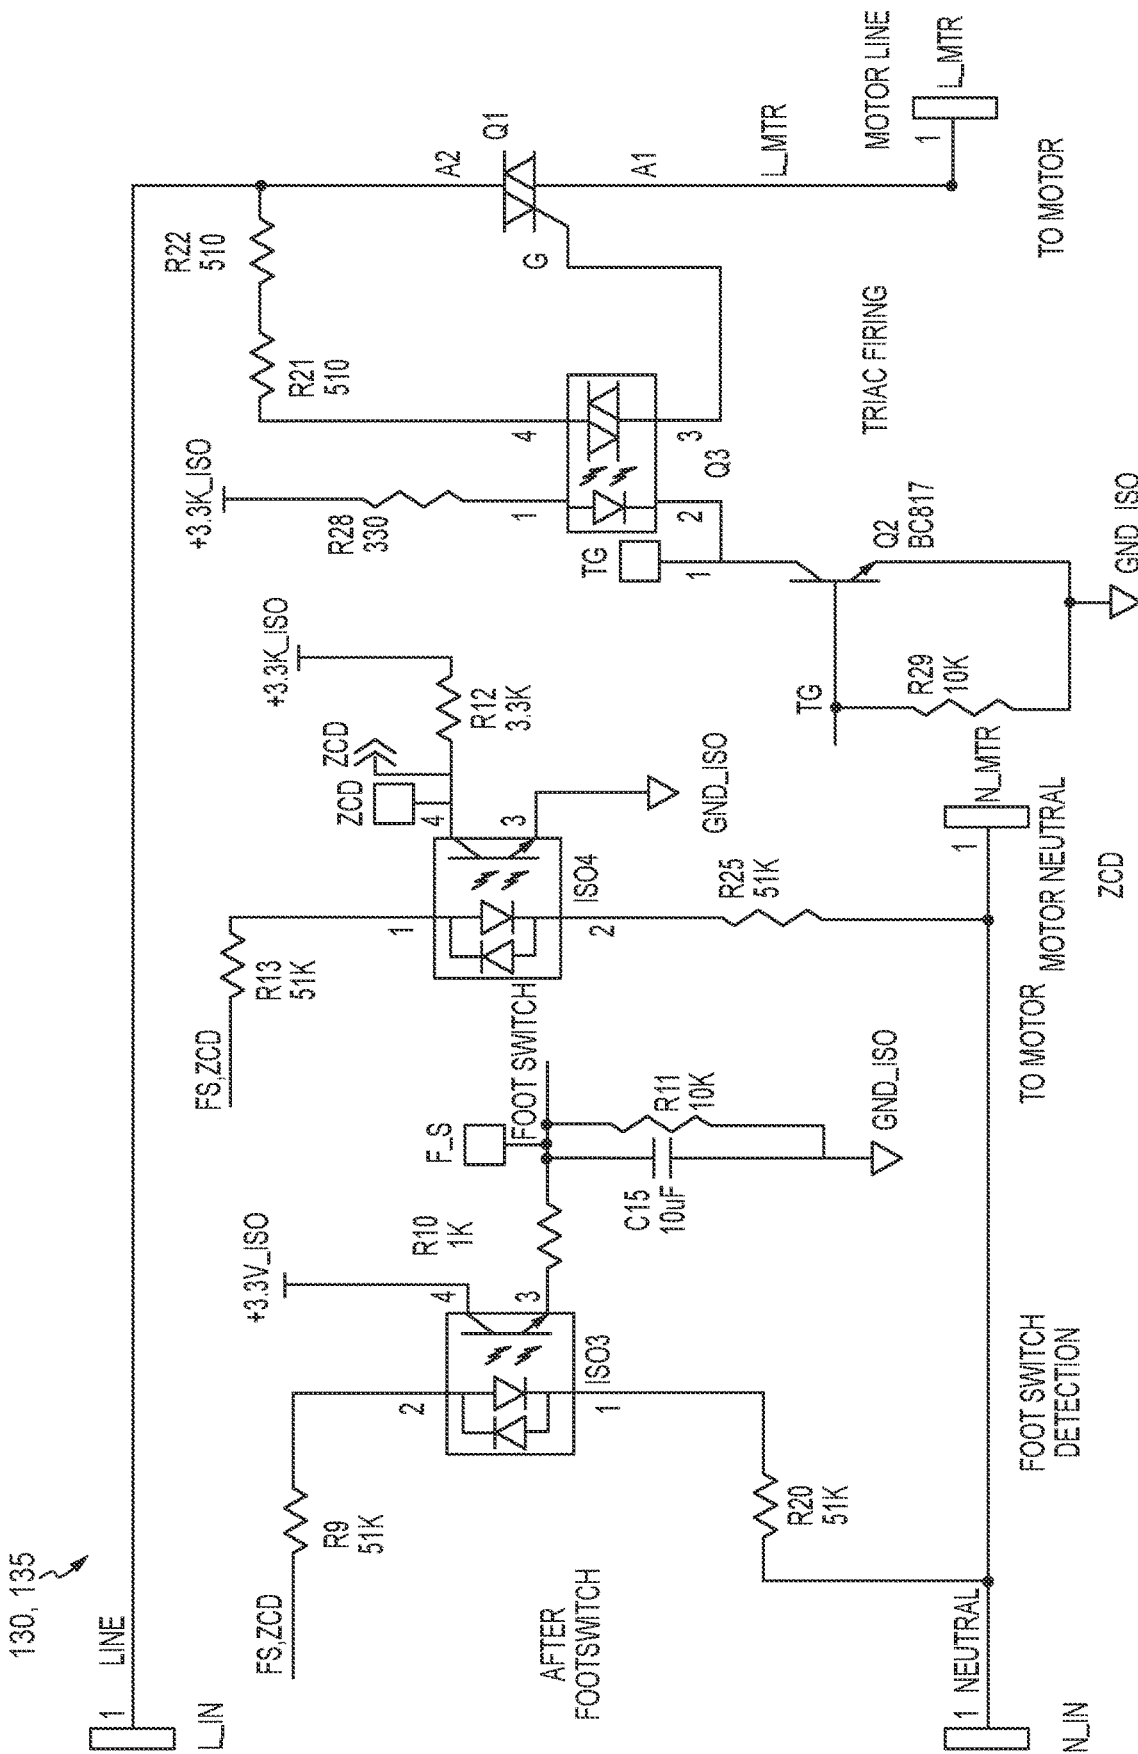 130, 135
1
LINE
L_IN
R22
510
R21
510
A2
Q1
A1
G
L_MTR
MOTOR LINE
1
L_MTR
TO MOTOR
+3.3K_ISO
R28
330
1
4
2
3
Q3
TG
1
TRIAC FIRING
Q2
BC817
TG
R29
10K
GND_ISO
+3.3K_ISO
ZCD
ZCD
R12
3.3K
4
3
GND_ISO
FS,ZCD
R13
51K
1
2
ISO4
R25
51K
N_MTR
1
MOTOR NEUTRAL
TO MOTOR
ZCD
FOOT SWITCH
F_S
R10
1K
C15
10uF
R11
10K
GND_ISO
+3.3V_ISO
4
3
2
1
ISO3
FS,ZCD
R9
51K
R20
51K
AFTER
FOOTSWITCH
FOOT SWITCH
DETECTION
1
NEUTRAL
N_IN